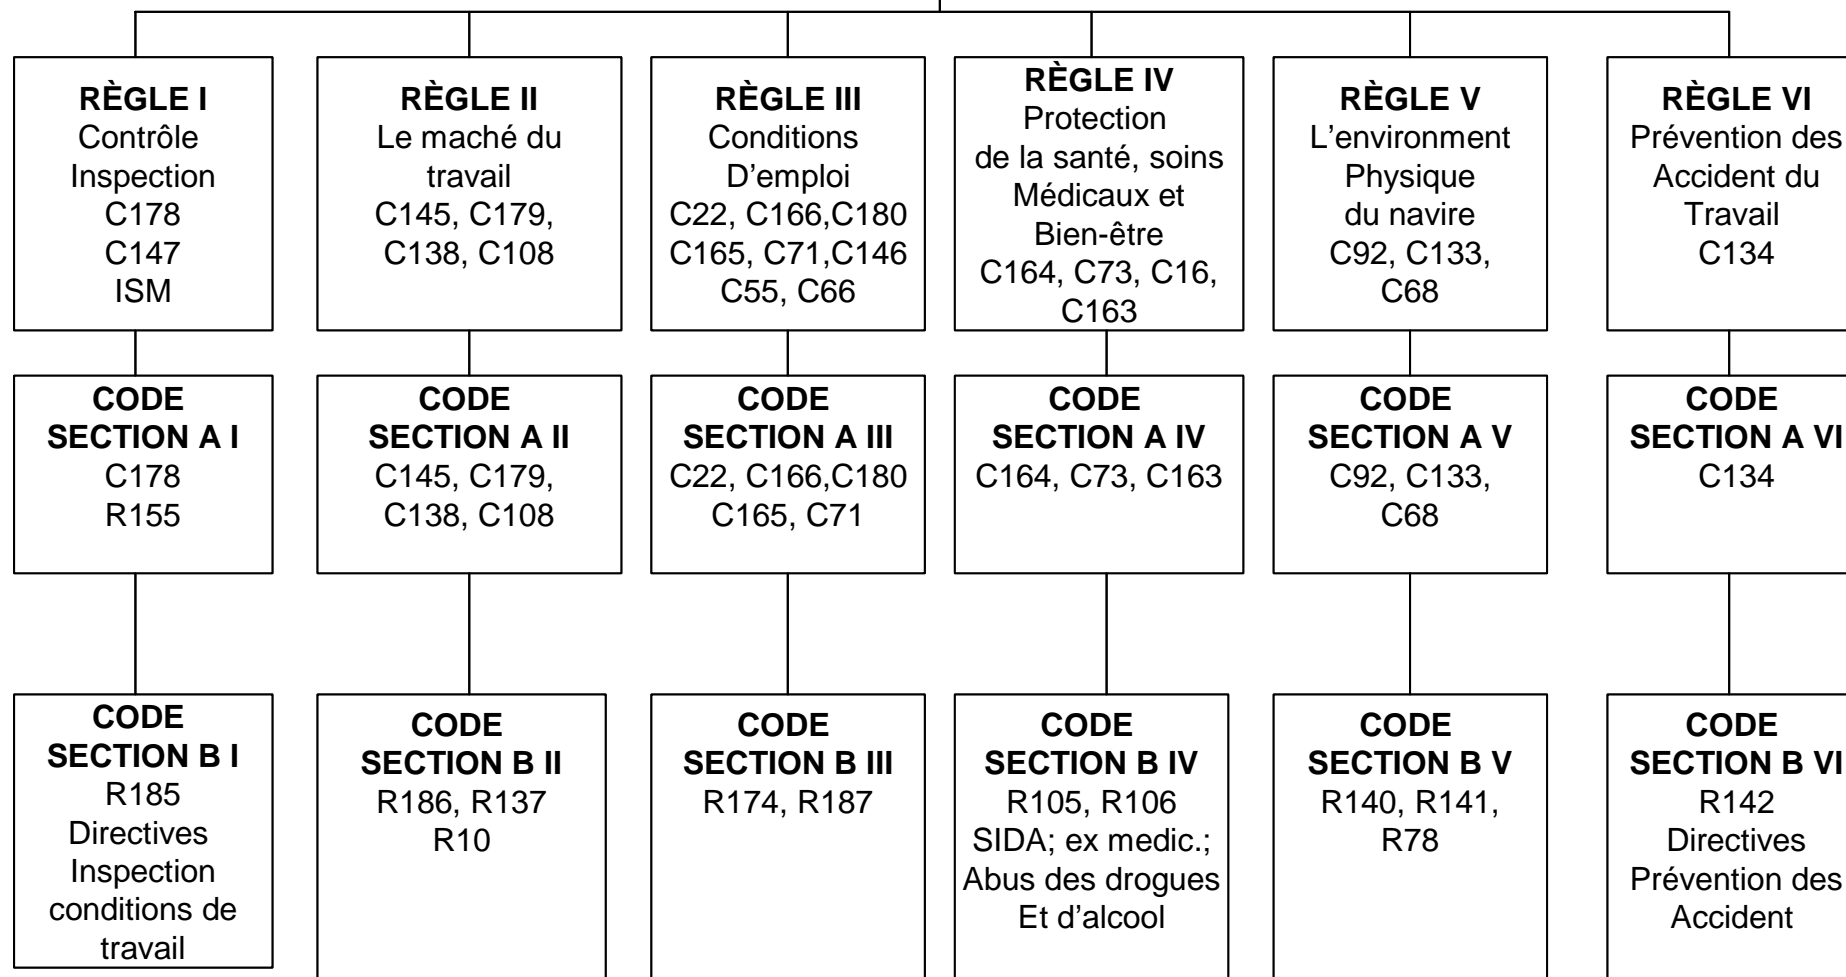 RÈGLE I
Contrôle
Inspection
C178
C147
ISM
RÈGLE II
Le maché du
travail
C145, C179,
C138, C108
RÈGLE III
Conditions
D'emploi
C22, C166,C180
C165, C71,C146
C55, C66
RÈGLE IV
Protection
de la santé, soins
Médicaux et
Bien-être
C164, C73, C16,
C163
RÈGLE V
L'environment
Physique
du navire
C92, C133,
C68
RÈGLE VI
Prévention des
Accident du
Travail
C134
CODE
SECTION A I
C178
R155
CODE
SECTION A II
C145, C179,
C138, C108
CODE
SECTION A III
C22, C166,C180
C165, C71
CODE
SECTION A IV
C164, C73, C163
CODE
SECTION A V
C92, C133,
C68
CODE
SECTION A VI
C134
CODE
SECTION B I
R185
Directives
Inspection
conditions de
travail
CODE
SECTION B II
R186, R137
R10
CODE
SECTION B III
R174, R187
CODE
SECTION B IV
R105, R106
SIDA; ex medic.;
Abus des drogues
Et d'alcool
CODE
SECTION B V
R140, R141,
R78
CODE
SECTION B VI
R142
Directives
Prévention des
Accident